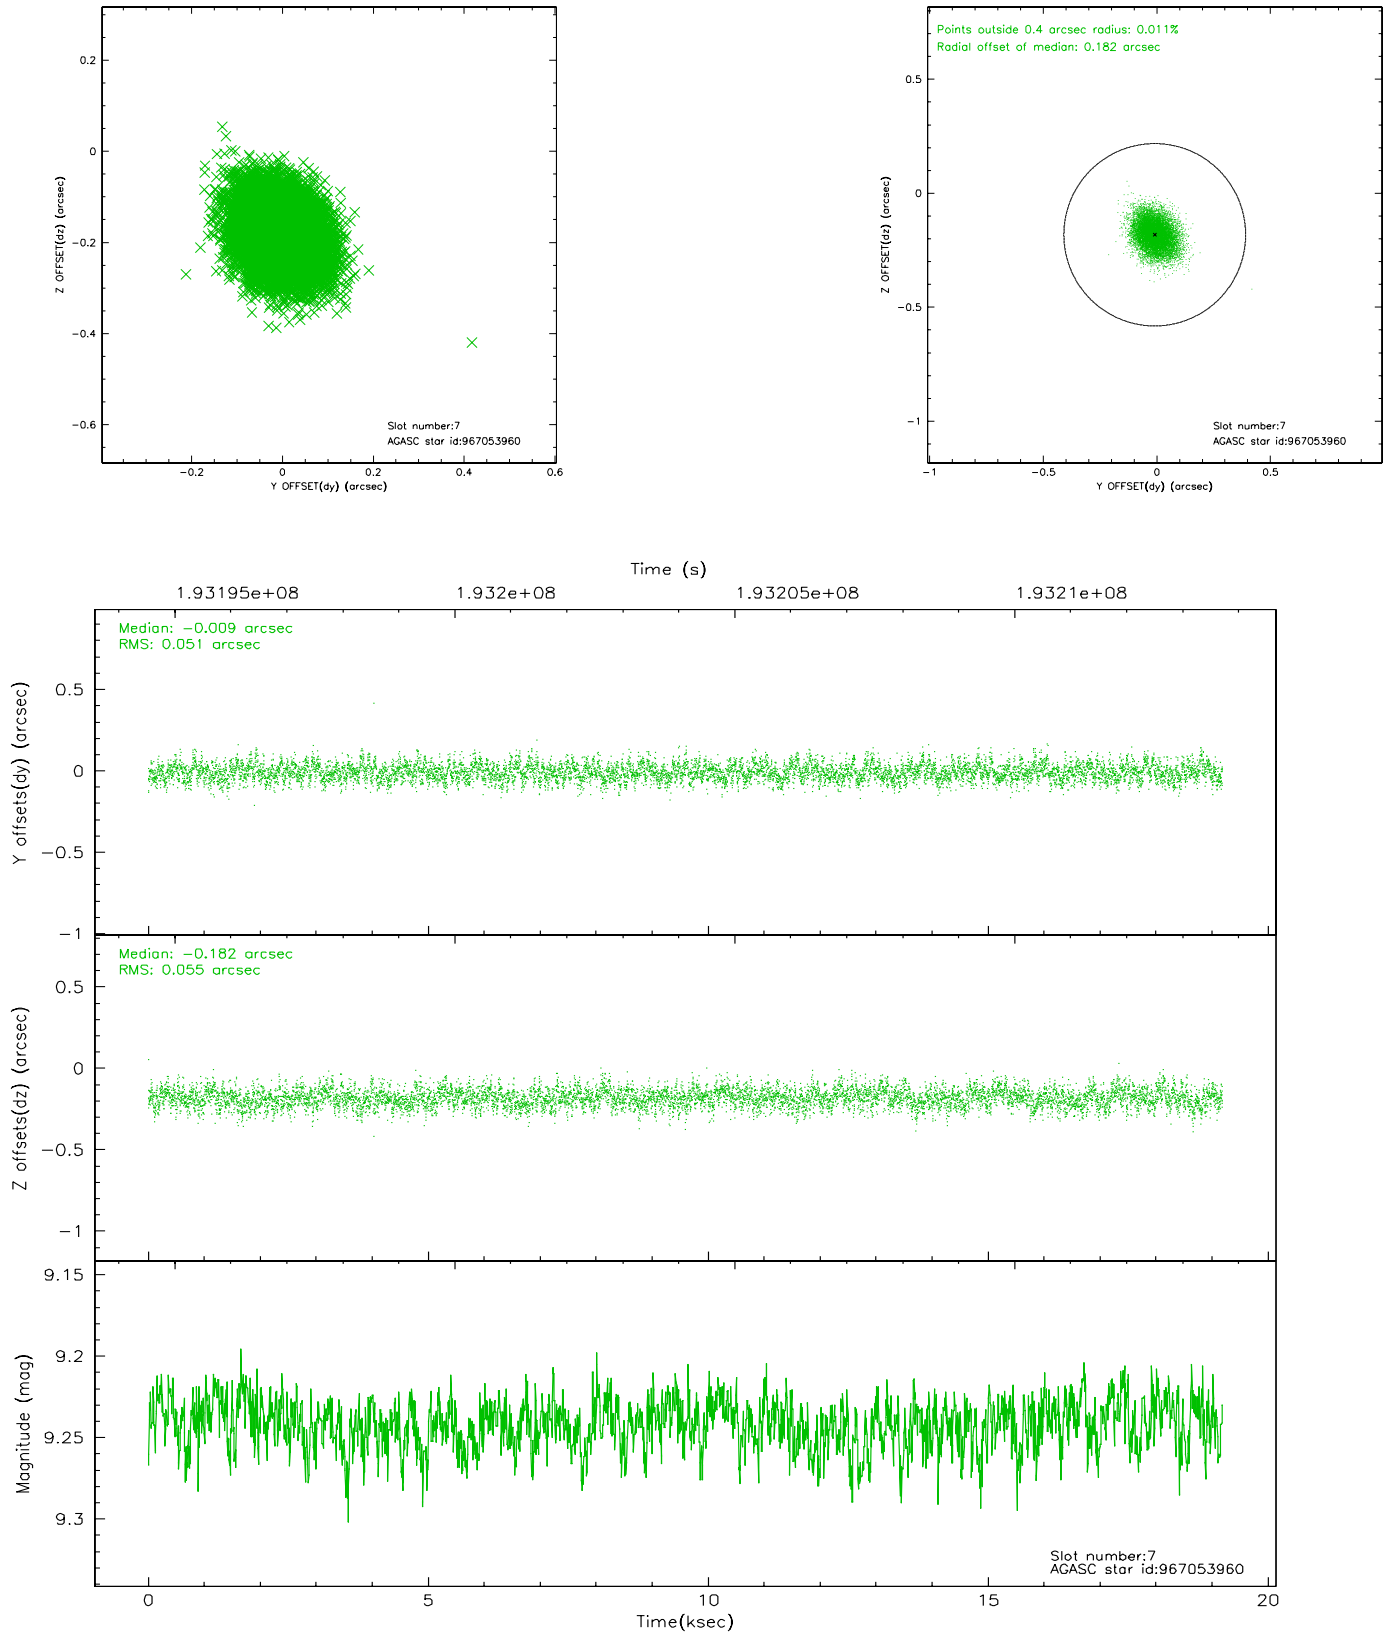 0.2
0
-0.2
-0.4
-0.6
Z OFFSET(dz) (arcsec)
Slot number:7
AGASC star id:967053960
-0.2 0 0.2 0.4 0.6
Y OFFSET(dy) (arcsec)
Points outside 0.4 arcsec radius: 0.011%
Radial offset of median: 0.182 arcsec
0.5
0
-0.5
-1
Z OFFSET(dz) (arcsec)
Slot number:7
AGASC star id:967053960
-1 -0.5 0 0.5
Y OFFSET(dy) (arcsec)
Time (s)
1.93195e+08 1.932e+08 1.93205e+08 1.9321e+08
Median: -0.009 arcsec
RMS: 0.051 arcsec
0.5
0
-0.5
-1
Y offsets(dy) (arcsec)
Median: -0.182 arcsec
RMS: 0.055 arcsec
0.5
0
-0.5
-1
Z offsets(dz) (arcsec)
9.15
9.2
9.25
9.3
Magnitude (mag)
Slot number:7
AGASC star id:967053960
0 5 10 15 20
Time(ksec)